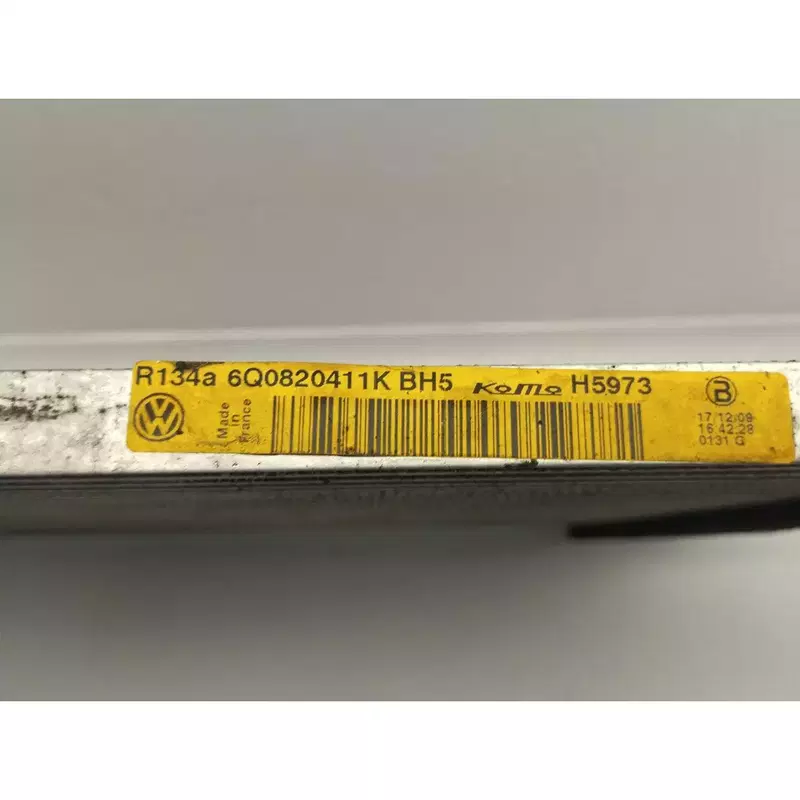 R134a 6Q0820411K BH5 KoMo H5973 B
VW
Made
in
France
17/12/09
16.42.28
0131 G